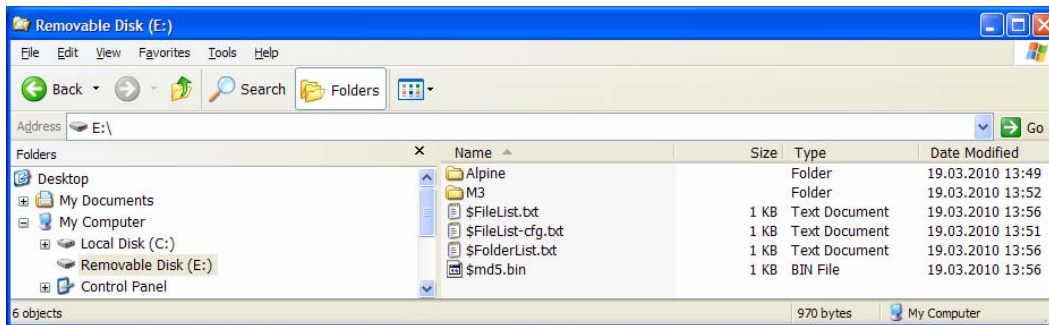 Removable Disk (E:)
File Edit View Favorites Tools Help
Back Search Folders
Address E:\ Go
Folders × Name Size Type Date Modified
Desktop
My Documents
My Computer
Local Disk (C:)
Removable Disk (E:)
Control Panel
Alpine Folder 19.03.2010 13:49
M3 Folder 19.03.2010 13:52
$FileList.txt 1 KB Text Document 19.03.2010 13:56
$FileList-cfg.txt 1 KB Text Document 19.03.2010 13:51
$FolderList.txt 1 KB Text Document 19.03.2010 13:56
$md5.bin 1 KB BIN File 19.03.2010 13:56
6 objects 970 bytes My Computer